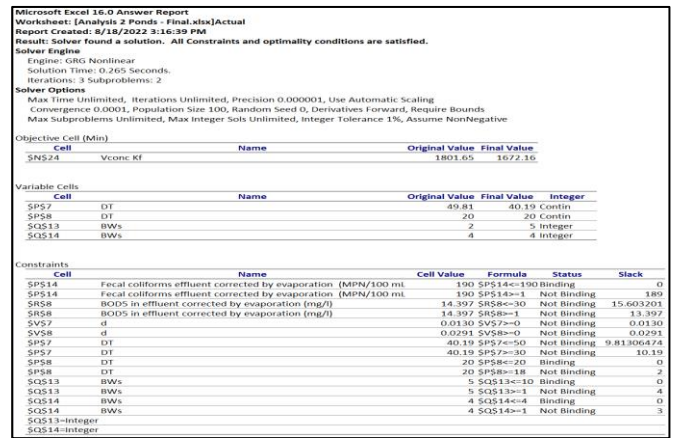 Microsoft Excel 16.0 Answer Report
Worksheet: [Analysis 2 Ponds - Final.xlsx]Actual
Report Created: 8/18/2022 3:16:39 PM
Result: Solver found a solution. All Constraints and optimality conditions are satisfied.
Solver Engine
Engine: GRG Nonlinear
Solution Time: 0.265 Seconds.
Iterations: 3 Subproblems: 2
Solver Options
Max Time Unlimited, Iterations Unlimited, Precision 0.000001, Use Automatic Scaling
Convergence 0.0001, Population Size 100, Random Seed 0, Derivatives Forward, Require Bounds
Max Subproblems Unlimited, Max Integer Sols Unlimited, Integer Tolerance 1%, Assume NonNegative
Objective Cell (Min)
Cell Name Original Value Final Value
$N$24 Vconc Kf 1801.65 1672.16
Variable Cells
Cell Name Original Value Final Value Integer
$P$7 DT 49.81 40.19 Contin
$P$8 DT 20 20 Contin
$Q$13 BWs 2 5 Integer
$Q$14 BWs 4 4 Integer
Constraints
Cell Name Cell Value Formula Status Slack
$P$14 Fecal coliforms effluent corrected by evaporation (MPN/100 mL 190 $P$14<=190 Binding 0
$P$14 Fecal coliforms effluent corrected by evaporation (MPN/100 mL 190 $P$14>=1 Not Binding 189
$R$8 BOD5 in effluent corrected by evaporation (mg/l) 14.397 $R$8<=30 Not Binding 15.603201
$R$8 BOD5 in effluent corrected by evaporation (mg/l) 14.397 $R$8>=1 Not Binding 13.397
$V$7 d 0.0130 $V$7>=0 Not Binding 0.0130
$V$8 d 0.0291 $V$8>=0 Not Binding 0.0291
$P$7 DT 40.19 $P$7<=50 Not Binding 9.81306474
$P$7 DT 40.19 $P$7>=30 Not Binding 10.19
$P$8 DT 20 $P$8<=20 Binding 0
$P$8 DT 20 $P$8>=18 Not Binding 2
$Q$13 BWs 5 $Q$13<=10 Binding 0
$Q$13 BWs 5 $Q$13>=1 Not Binding 4
$Q$14 BWs 4 $Q$14<=4 Binding 0
$Q$14 BWs 4 $Q$14>=1 Not Binding 3
$Q$13=Integer
$Q$14=Integer